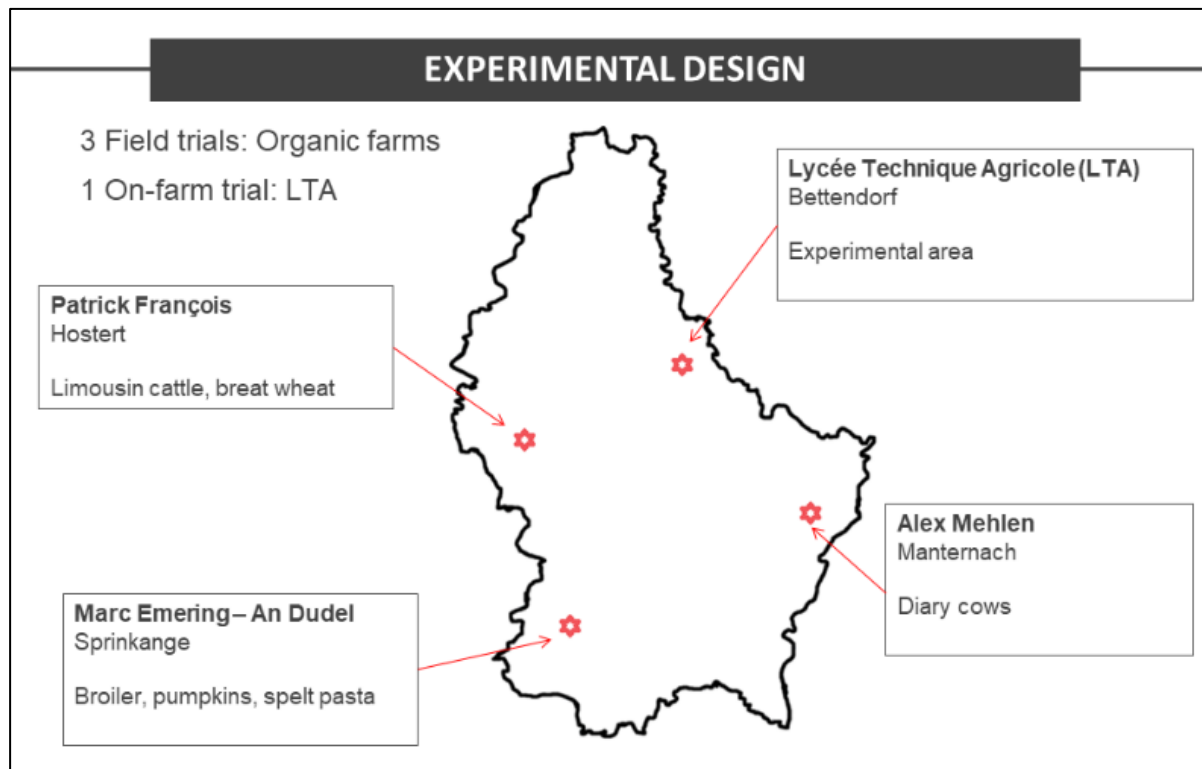 EXPERIMENTAL DESIGN
3 Field trials: Organic farms
1 On-farm trial: LTA
Lycée Technique Agricole (LTA)
Bettendorf
Experimental area
Patrick François
Hostert
Limousin cattle, breat wheat
Alex Mehlen
Manternach
Diary cows
Marc Emering – An Dudel
Sprinkange
Broiler, pumpkins, spelt pasta